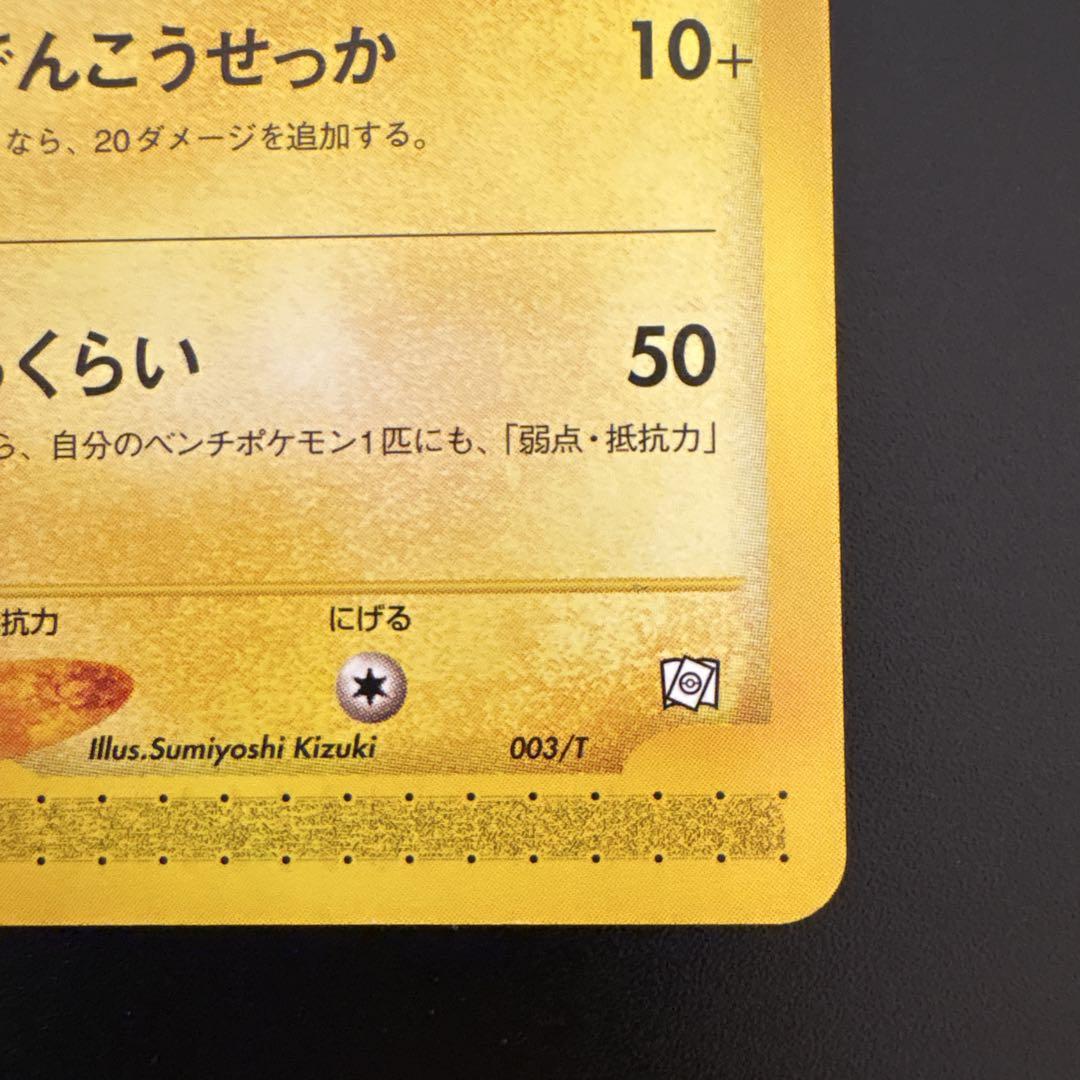 でんこうせっか 10+
なら、20ダメージを追加する。
くらい 50
ら、自分のベンチポケモン1匹にも、「弱点・抵抗力」
抗力 にげる
Illus.Sumiyoshi Kizuki 003/T